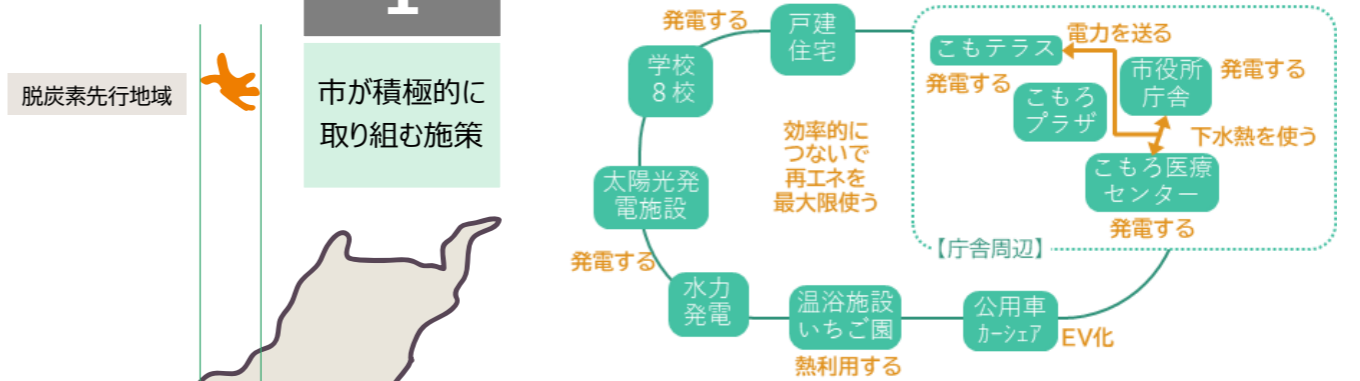 1
脱炭素先行地域
市が積極的に
取り組む施策
発電する
戸建
住宅
学校
8校
太陽光発
電施設
発電する
水力
発電
温浴施設
いちご園
熱利用する
公用車
カーシェア
EV化
効率的に
つないで
再エネを
最大限使う
こもテラス
発電する
電力を送る
市役所
庁舎
発電する
こもろ
プラザ
下水熱を使う
こもろ医療
センター
発電する
【庁舎周辺】